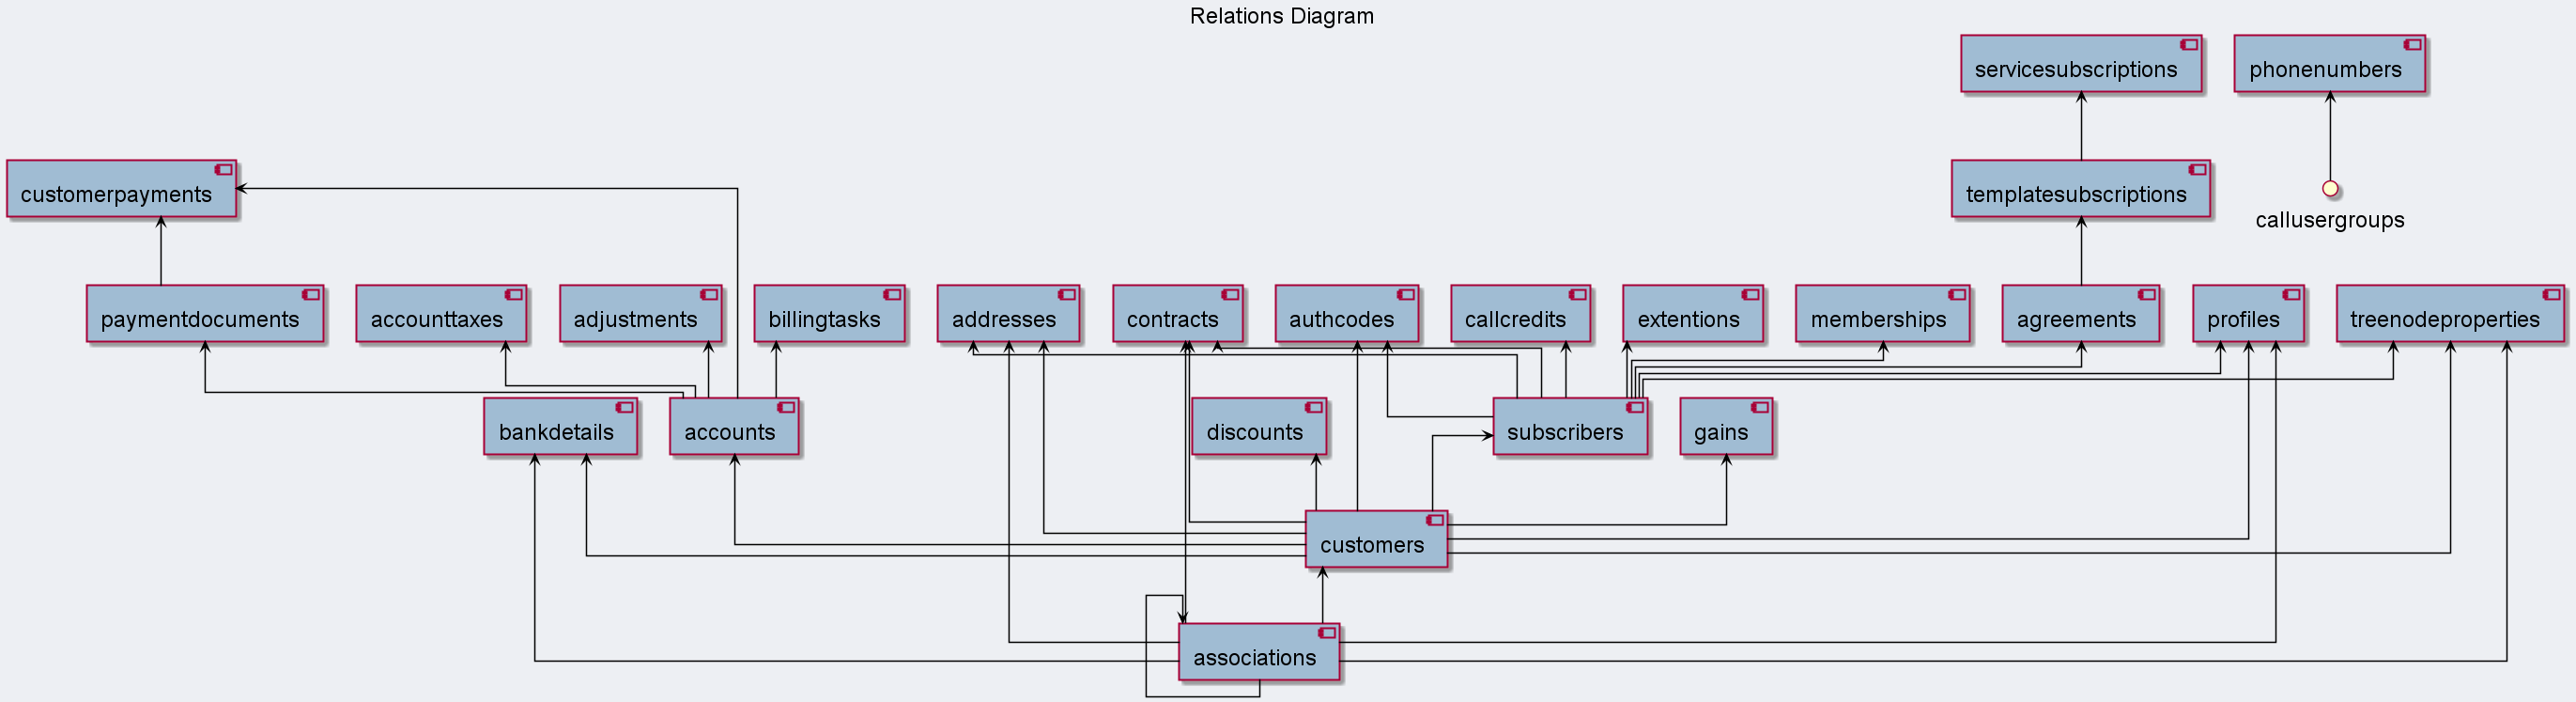 Relations Diagram
servicesubscriptions
phonenumbers
customerpayments
templatesubscriptions
callusergroups
paymentdocuments
accounttaxes
adjustments
billingtasks
addresses
contracts
authcodes
callcredits
extentions
memberships
agreements
profiles
treenodeproperties
bankdetails
accounts
discounts
subscribers
gains
customers
associations